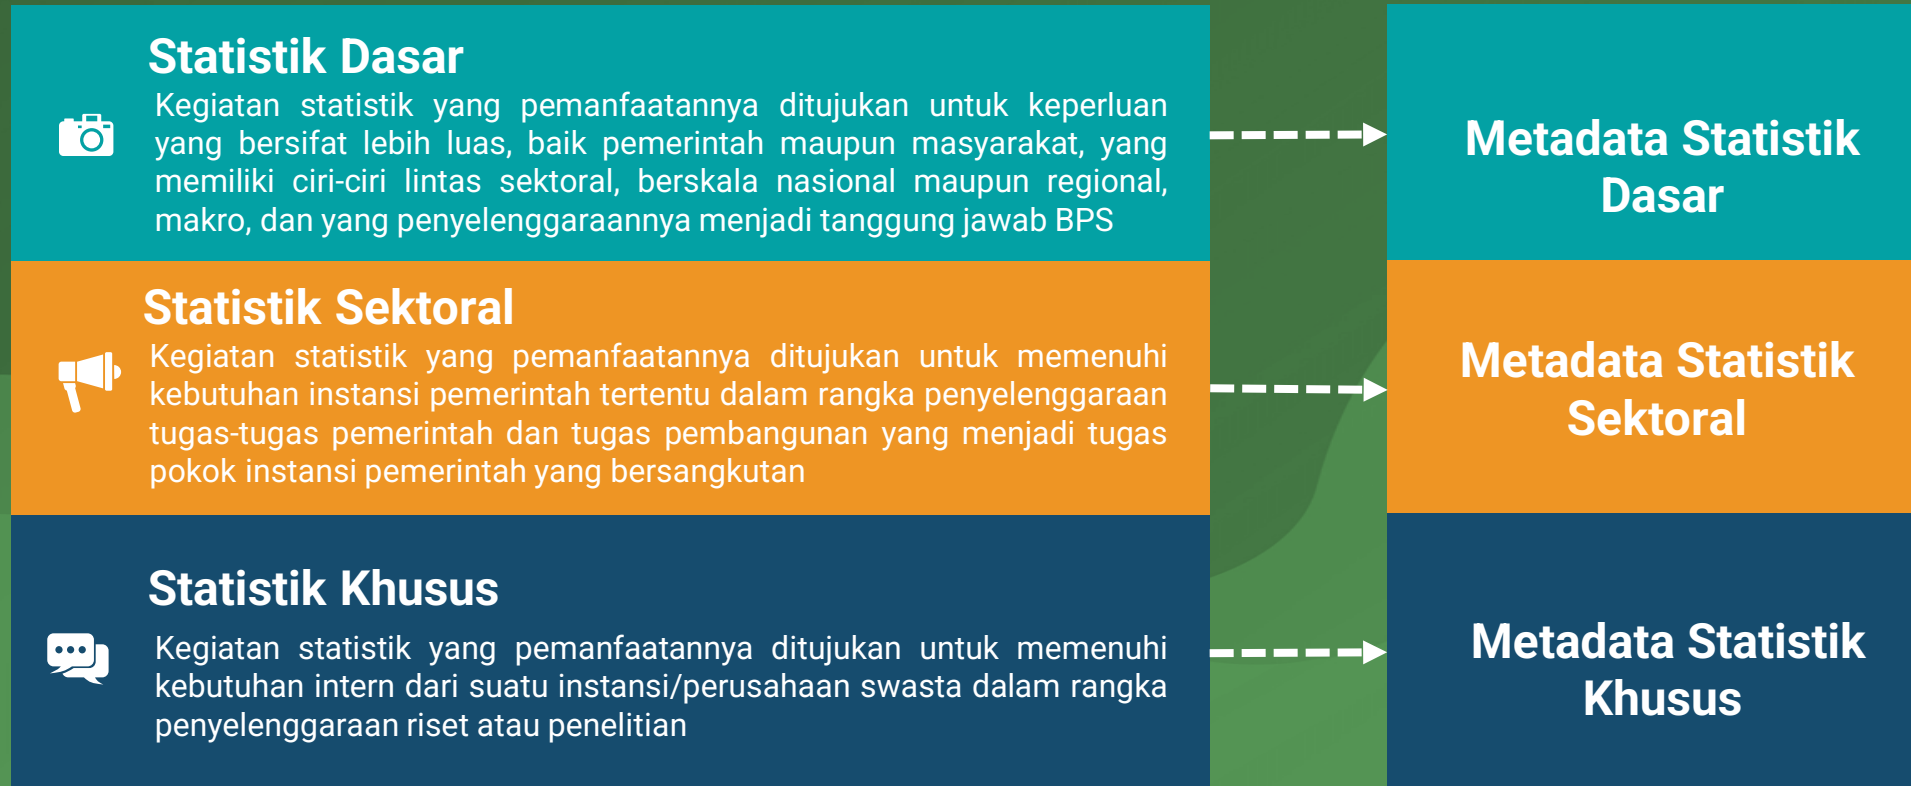 Statistik Dasar
Kegiatan statistik yang pemanfaatannya ditujukan untuk keperluan
yang bersifat lebih luas, baik pemerintah maupun masyarakat, yang
memiliki ciri-ciri lintas sektoral, berskala nasional maupun regional,
makro, dan yang penyelenggaraannya menjadi tanggung jawab BPS
Metadata Statistik
Dasar
Statistik Sektoral
Kegiatan statistik yang pemanfaatannya ditujukan untuk memenuhi
kebutuhan instansi pemerintah tertentu dalam rangka penyelenggaraan
tugas-tugas pemerintah dan tugas pembangunan yang menjadi tugas
pokok instansi pemerintah yang bersangkutan
Metadata Statistik
Sektoral
Statistik Khusus
Kegiatan statistik yang pemanfaatannya ditujukan untuk memenuhi
kebutuhan intern dari suatu instansi/perusahaan swasta dalam rangka
penyelenggaraan riset atau penelitian
Metadata Statistik
Khusus